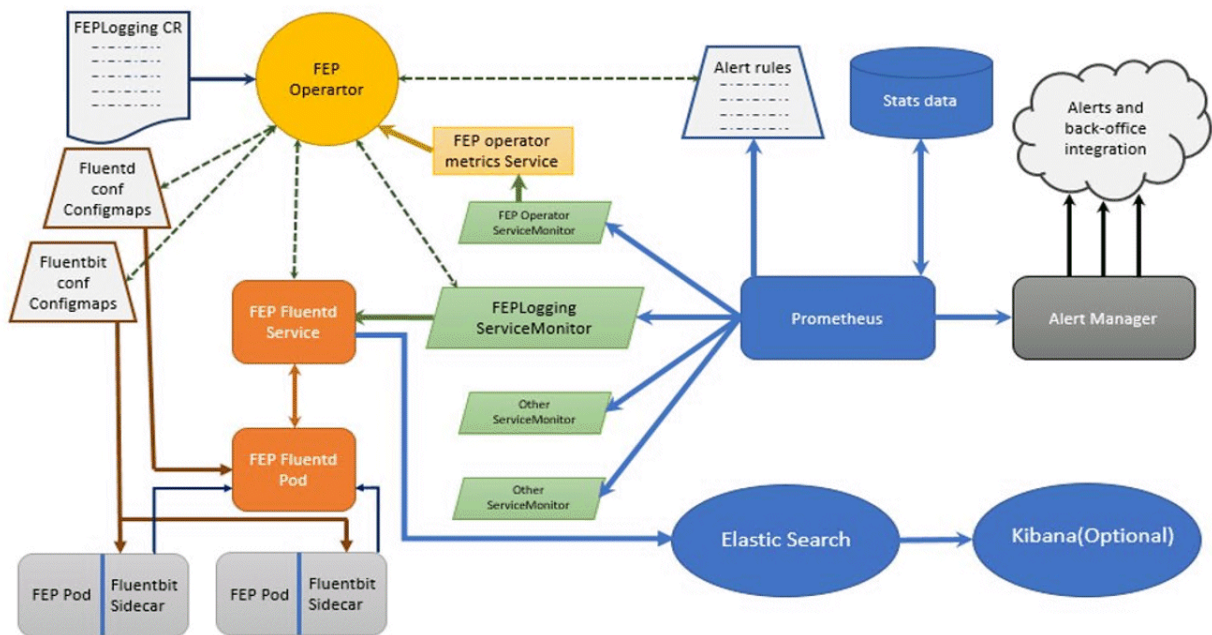 FEPLogging CR
FEP
Operartor
Alert rules
Stats data
Alerts and
back-office
integration
FEP operator
metrics Service
Fluentd
conf
Configmaps
FEP Operator
ServiceMonitor
Fluentbit
conf
Configmaps
FEP Fluentd
Service
FEPLogging
ServiceMonitor
Prometheus
Alert Manager
Other
ServiceMonitor
FEP Fluentd
Pod
Other
ServiceMonitor
Elastic Search
Kibana(Optional)
FEP Pod
Fluentbit
Sidecar
FEP Pod
Fluentbit
Sidecar